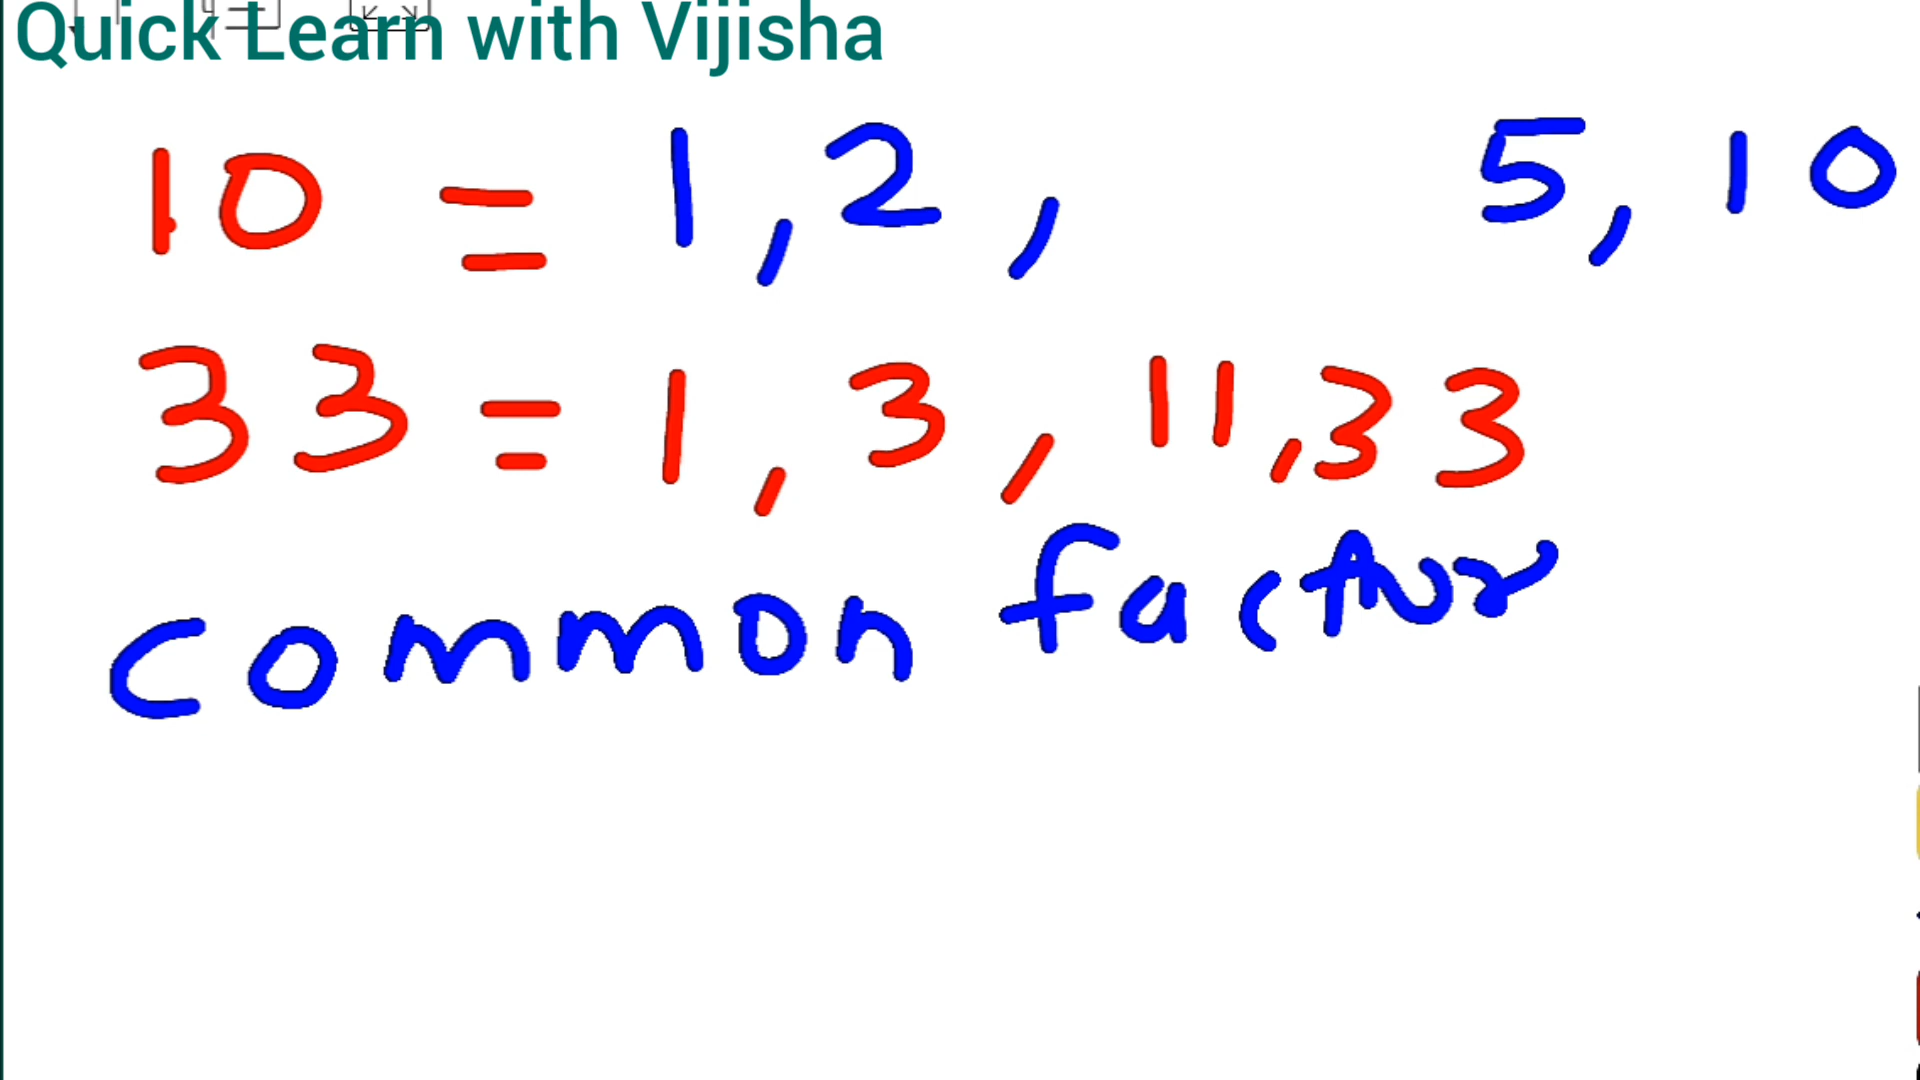 Quick Learn with Vijisha
10 = 1, 2, 5, 10
33 = 1, 3, 11, 33
common factor